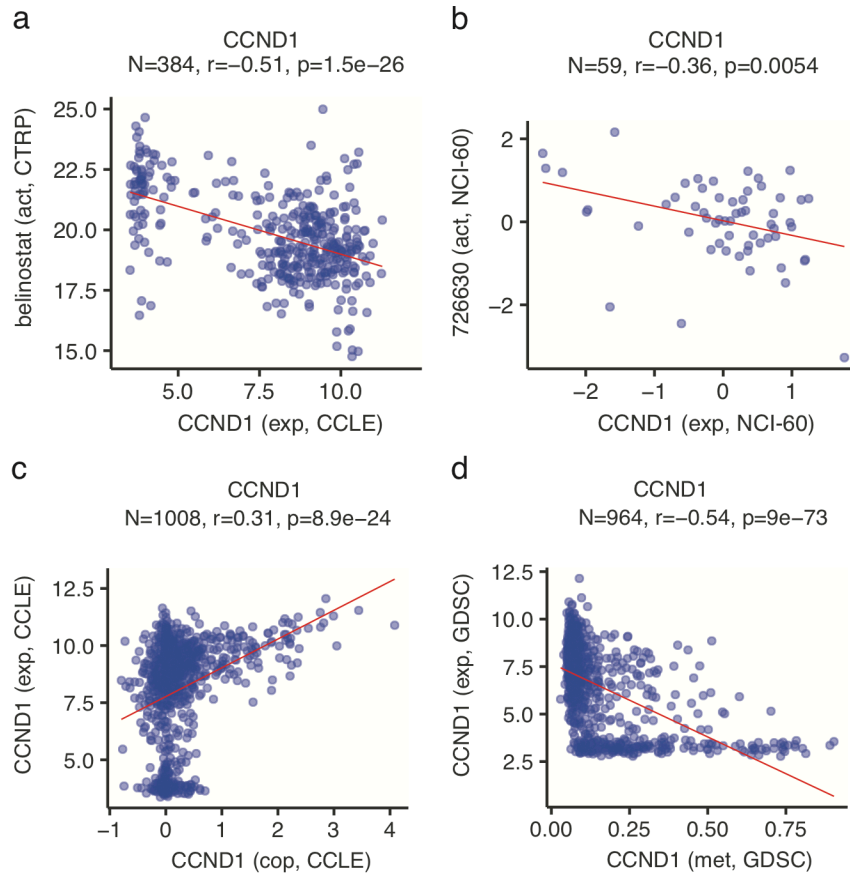 a
CCND1
N=384, r=−0.51, p=1.5e−26
belinostat (act, CTRP)
25.0
22.5
20.0
17.5
15.0
5.0 7.5 10.0
CCND1 (exp, CCLE)
b
CCND1
N=59, r=−0.36, p=0.0054
726630 (act, NCI-60)
2
0
−2
−2 −1 0 1
CCND1 (exp, NCI-60)
c
CCND1
N=1008, r=0.31, p=8.9e−24
CCND1 (exp, CCLE)
12.5
10.0
7.5
5.0
−1 0 1 2 3 4
CCND1 (cop, CCLE)
d
CCND1
N=964, r=−0.54, p=9e−73
CCND1 (exp, GDSC)
12.5
10.0
7.5
5.0
2.5
0.00 0.25 0.50 0.75
CCND1 (met, GDSC)